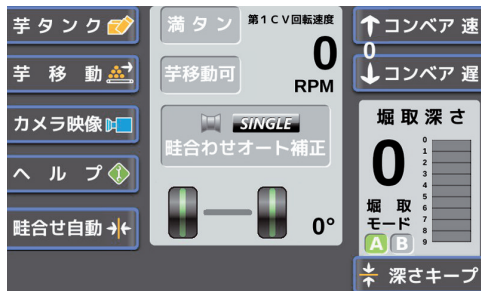 芋タンク
芋移動
カメラ映像
ヘルプ
畦合せ自動
満タン
第1CV回転速度
0
RPM
芋移動可
SINGLE
畦合わせオート補正
0°
コンベア 速
0
コンベア 遅
堀取深さ
0
0
1
2
3
4
5
6
7
8
9
堀取
モード
A B
深さキープ